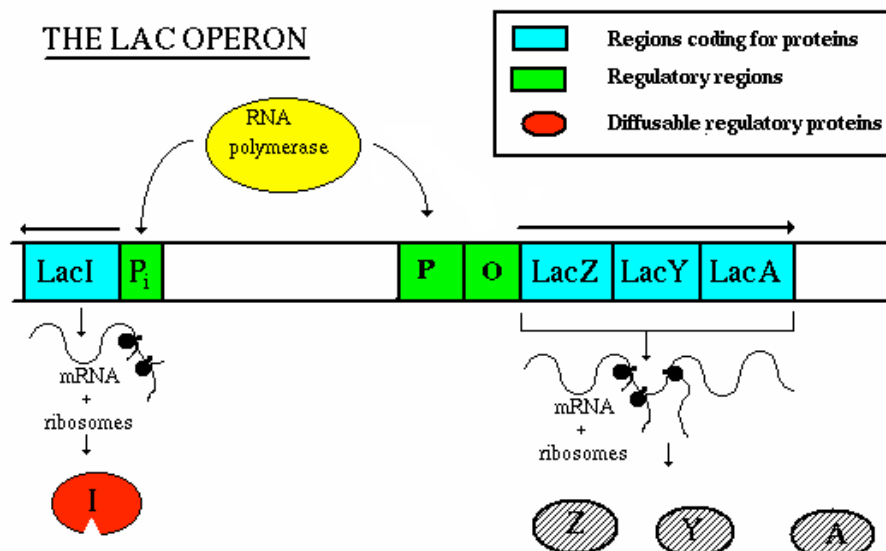 THE LAC OPERON
Regions coding for proteins
Regulatory regions
Diffusable regulatory proteins
RNA
polymerase
LacI
Pi
P
O
LacZ
LacY
LacA
mRNA
+
ribosomes
I
mRNA
+
ribosomes
Z
Y
A